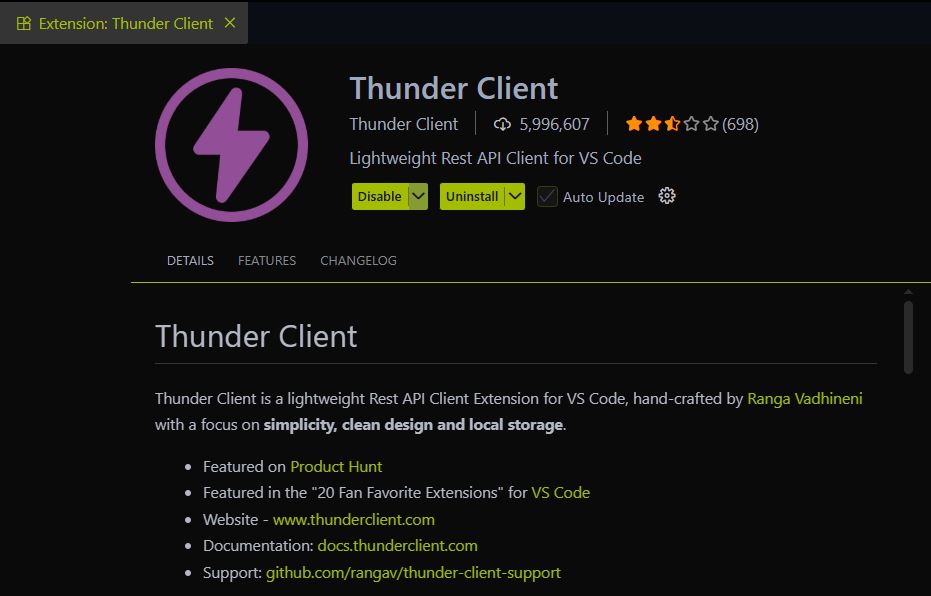 Extension: Thunder Client
Thunder Client
Thunder Client 5,996,607 (698)
Lightweight Rest API Client for VS Code
Disable Uninstall Auto Update
DETAILS FEATURES CHANGELOG
Thunder Client
Thunder Client is a lightweight Rest API Client Extension for VS Code, hand-crafted by Ranga Vadhineni
with a focus on simplicity, clean design and local storage.
• Featured on Product Hunt
• Featured in the "20 Fan Favorite Extensions" for VS Code
• Website - www.thunderclient.com
• Documentation: docs.thunderclient.com
• Support: github.com/rangav/thunder-client-support